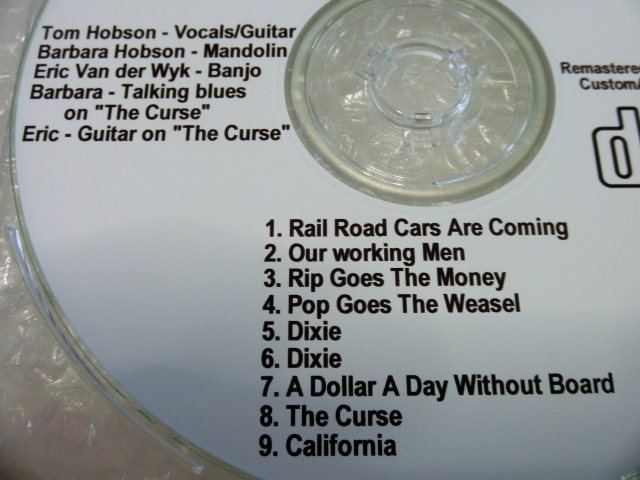 Tom Hobson - Vocals/Guitar
Barbara Hobson - Mandolin
Eric Van der Wyk - Banjo
Barbara - Talking blues
on "The Curse"
Eric - Guitar on "The Curse"
Remastered
Custom/
d
1. Rail Road Cars Are Coming
2. Our working Men
3. Rip Goes The Money
4. Pop Goes The Weasel
5. Dixie
6. Dixie
7. A Dollar A Day Without Board
8. The Curse
9. California